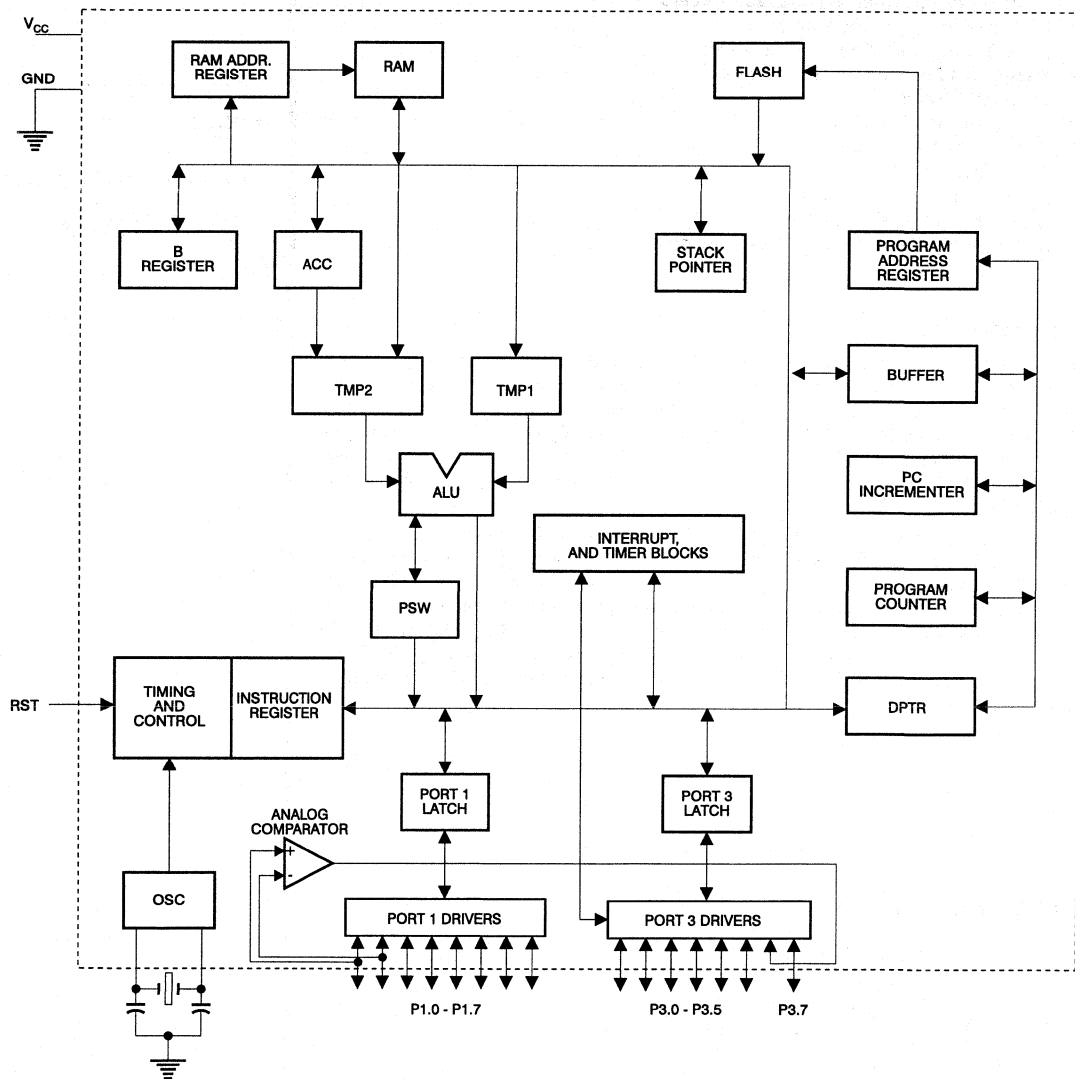 VCC
GND
RAM ADDR.
REGISTER
RAM
FLASH
B
REGISTER
ACC
STACK
POINTER
PROGRAM
ADDRESS
REGISTER
TMP2
TMP1
BUFFER
ALU
PC
INCREMENTER
INTERRUPT,
AND TIMER BLOCKS
PSW
PROGRAM
COUNTER
RST
TIMING
AND
CONTROL
INSTRUCTION
REGISTER
DPTR
PORT 1
LATCH
PORT 3
LATCH
ANALOG
COMPARATOR
+
-
OSC
PORT 1 DRIVERS
PORT 3 DRIVERS
P1.0 - P1.7
P3.0 - P3.5
P3.7